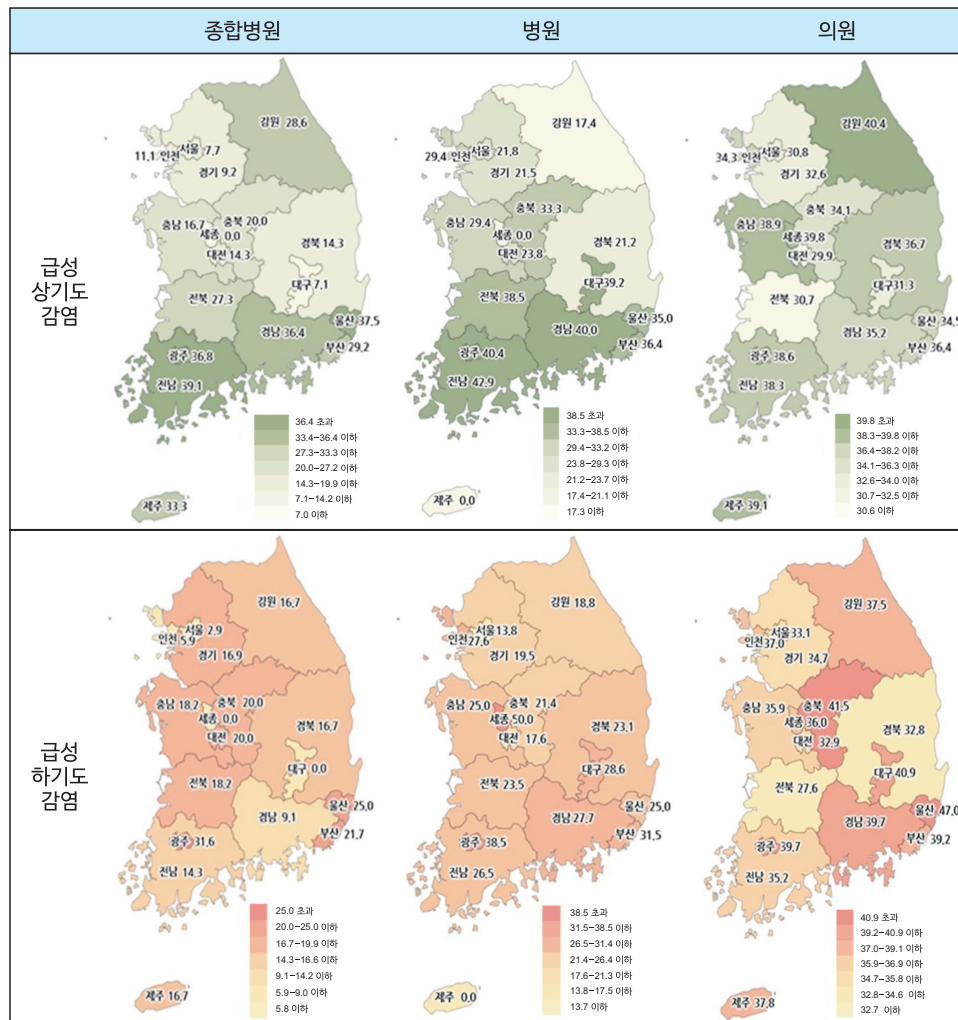 종합병원 병원 의원
급성
상기도
감염
강원 28.6
서울 7.7
11.1 인천
경기 9.2
충남 16.7
충북 20.0
세종 0.0
대전 14.3
경북 14.3
대구 7.1
전북 27.3
경남 36.4
울산 37.5
부산 29.2
광주 36.8
전남 39.1
제주 33.3
36.4 초과
33.4–36.4 이하
27.3–33.3 이하
20.0–27.2 이하
14.3–19.9 이하
7.1–14.2 이하
7.0 이하
강원 17.4
서울 21.8
29.4 인천
경기 21.5
충북 33.3
충남 29.4
세종 0.0
대전 23.8
경북 21.2
대구39.2
전북 38.5
경남 40.0
울산 35.0
부산 36.4
광주 40.4
전남 42.9
제주 0.0
38.5 초과
33.3–38.5 이하
29.4–33.2 이하
23.8–29.3 이하
21.2–23.7 이하
17.4–21.1 이하
17.3 이하
강원 40.4
서울 30.8
34.3 인천
경기 32.6
충북 34.1
충남 38.9
세종39.8
대전 29.9
경북 36.7
대구31.3
전북 30.7
경남 35.2
울산 34.5
부산 36.4
광주 38.6
전남 38.3
제주 39.1
39.8 초과
38.3–39.8 이하
36.4–38.2 이하
34.1–36.3 이하
32.6–34.0 이하
30.7–32.5 이하
30.6 이하
급성
하기도
감염
강원 16.7
서울 2.9
인천 5.9
경기 16.9
충남 18.2
충북 20.0
세종 0.0
대전 20.0
경북 16.7
대구 0.0
전북 18.2
경남 9.1
울산 25.0
부산 21.7
광주 31.6
전남 14.3
제주 16.7
25.0 초과
20.0–25.0 이하
16.7–19.9 이하
14.3–16.6 이하
9.1–14.2 이하
5.9–9.0 이하
5.8 이하
강원 18.8
서울13.8
인천27.6
경기 19.5
충남 25.0
충북 21.4
세종 50.0
대전 17.6
경북 23.1
대구 28.6
전북 23.5
경남 27.7
울산 25.0
부산 31.5
광주 38.5
전남 26.5
제주 0.0
38.5 초과
31.5–38.5 이하
26.5–31.4 이하
21.4–26.4 이하
17.6–21.3 이하
13.8–17.5 이하
13.7 이하
강원 37.5
서울33.1
인천37.0
경기 34.7
충북 41.5
충남 35.9
세종 36.0
대전 32.9
경북 32.8
대구 40.9
전북 27.6
경남 39.7
울산 47.0
부산 39.2
광주 39.7
전남 35.2
제주 37.8
40.9 초과
39.2–40.9 이하
37.0–39.1 이하
35.9–36.9 이하
34.7–35.8 이하
32.8–34.6 이하
32.7 이하